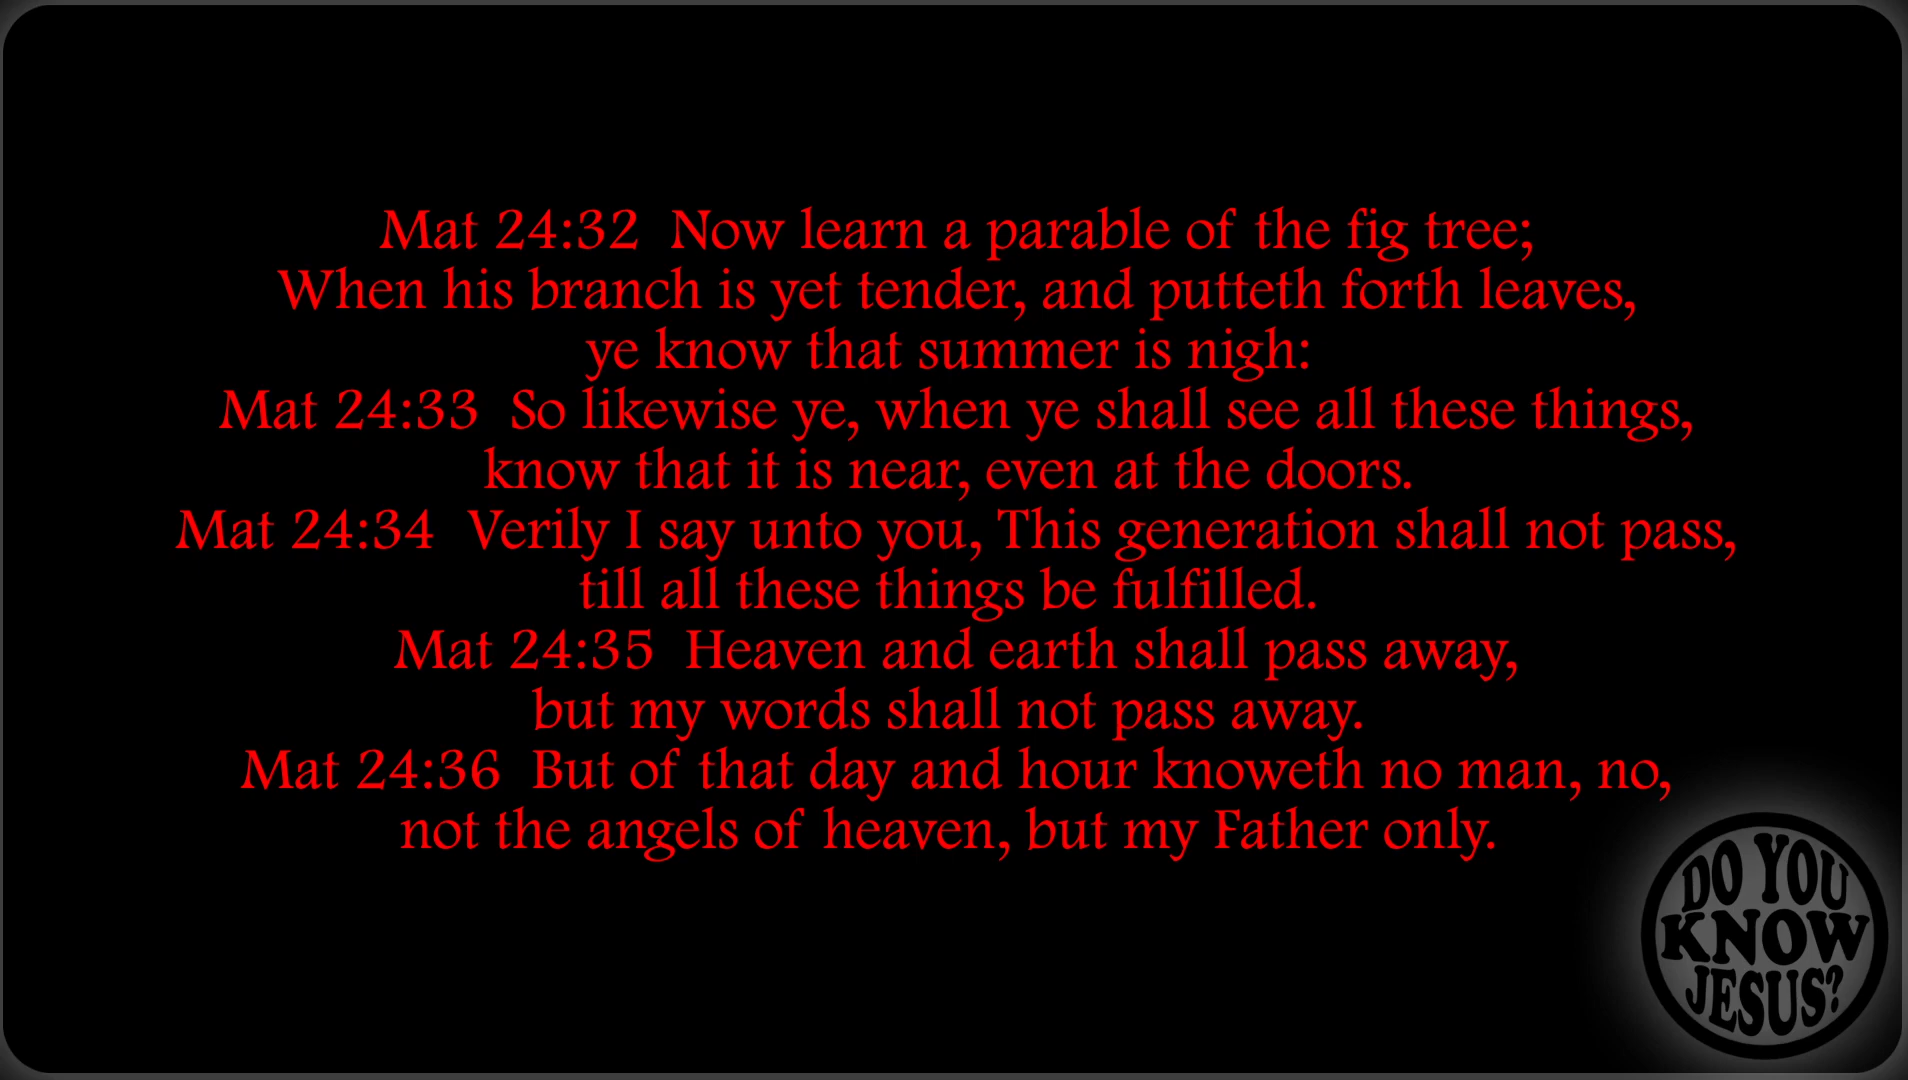 Mat 24:32  Now learn a parable of the fig tree;
When his branch is yet tender, and putteth forth leaves,
ye know that summer is nigh:
Mat 24:33  So likewise ye, when ye shall see all these things,
know that it is near, even at the doors.
Mat 24:34  Verily I say unto you, This generation shall not pass,
till all these things be fulfilled.
Mat 24:35  Heaven and earth shall pass away,
but my words shall not pass away.
Mat 24:36  But of that day and hour knoweth no man, no,
not the angels of heaven, but my Father only.
DO YOU
KNOW
JESUS?